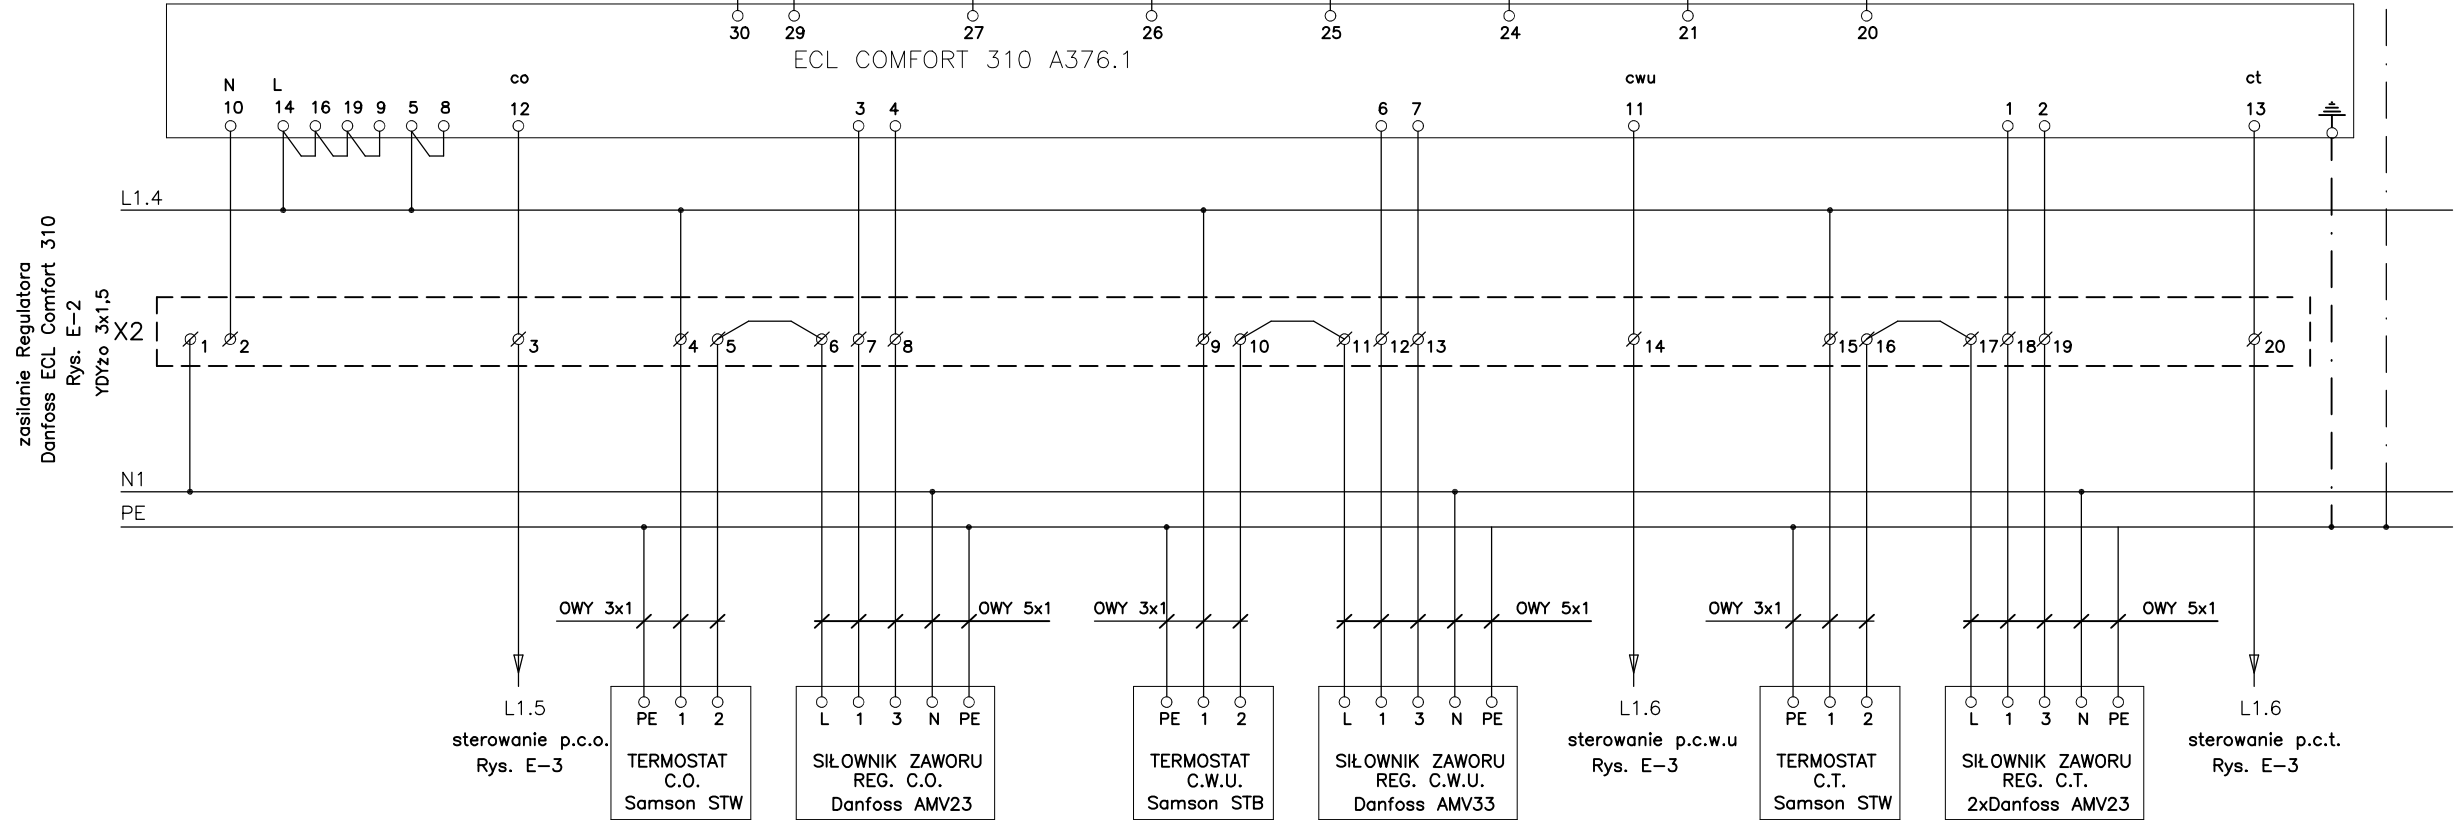 30 29 27 26 25 24 21 20
ECL COMFORT 310 A376.1
N L co cwu ct
10 14 16 19 9 5 8 12 3 4 6 7 11 1 2 13
L1.4
zasilanie Regulatora
Danfoss ECL Comfort 310
Rys. E-2
YDYżo 3x1,5
X2
1 2 3 4 5 6 7 8 9 10 11 12 13 14 15 16 17 18 19 20
N1
PE
OWY 3x1 OWY 5x1 OWY 3x1 OWY 5x1 OWY 3x1 OWY 5x1
L1.5
sterowanie p.c.o.
Rys. E-3
PE 1 2
TERMOSTAT
C.O.
Samson STW
L 1 3 N PE
SIŁOWNIK ZAWORU
REG. C.O.
Danfoss AMV23
PE 1 2
TERMOSTAT
C.W.U.
Samson STB
L 1 3 N PE
SIŁOWNIK ZAWORU
REG. C.W.U.
Danfoss AMV33
L1.6
sterowanie p.c.w.u
Rys. E-3
PE 1 2
TERMOSTAT
C.T.
Samson STW
L 1 3 N PE
SIŁOWNIK ZAWORU
REG. C.T.
2xDanfoss AMV23
L1.6
sterowanie p.c.t.
Rys. E-3